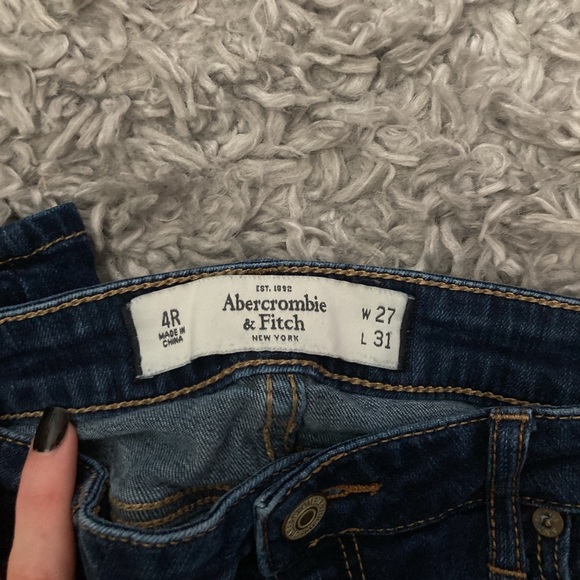 4R
MADE IN
CHINA
EST. 1892
Abercrombie
& Fitch
NEW YORK
W 27
L 31